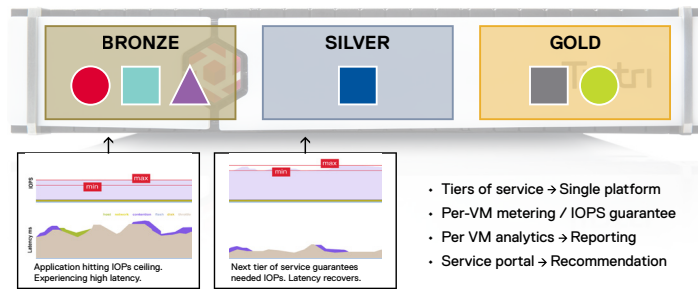 BRONZE
SILVER
GOLD
IOPS
max
min
Latency ms
Application hitting IOPs ceiling.
Experiencing high latency.
max
min
Next tier of service guarantees
needed IOPs. Latency recovers.
• Tiers of service → Single platform
• Per-VM metering / IOPS guarantee
• Per VM analytics → Reporting
• Service portal → Recommendation